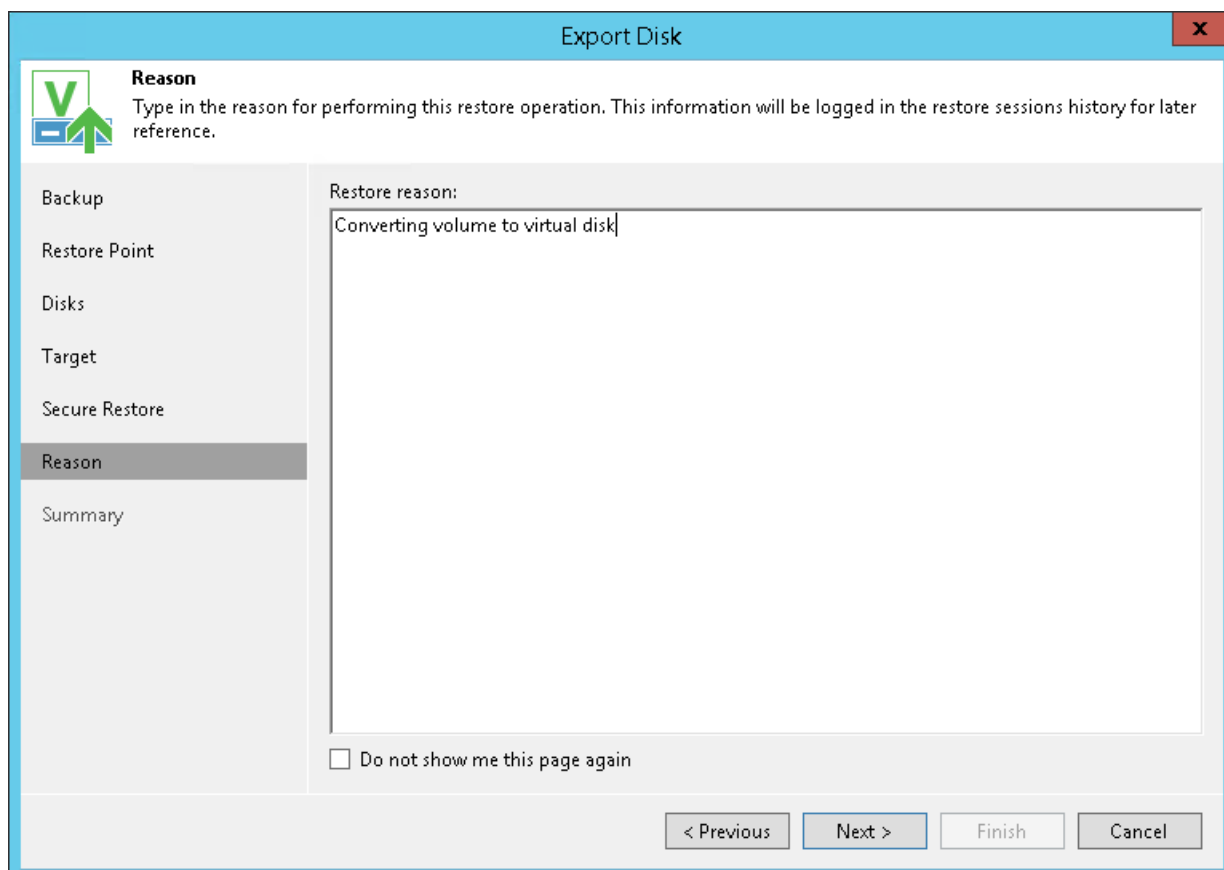 Export Disk
x
V
Reason
Type in the reason for performing this restore operation. This information will be logged in the restore sessions history for later
reference.
Backup
Restore Point
Disks
Target
Secure Restore
Reason
Summary
Restore reason:
Converting volume to virtual disk
Do not show me this page again
< Previous
Next >
Finish
Cancel